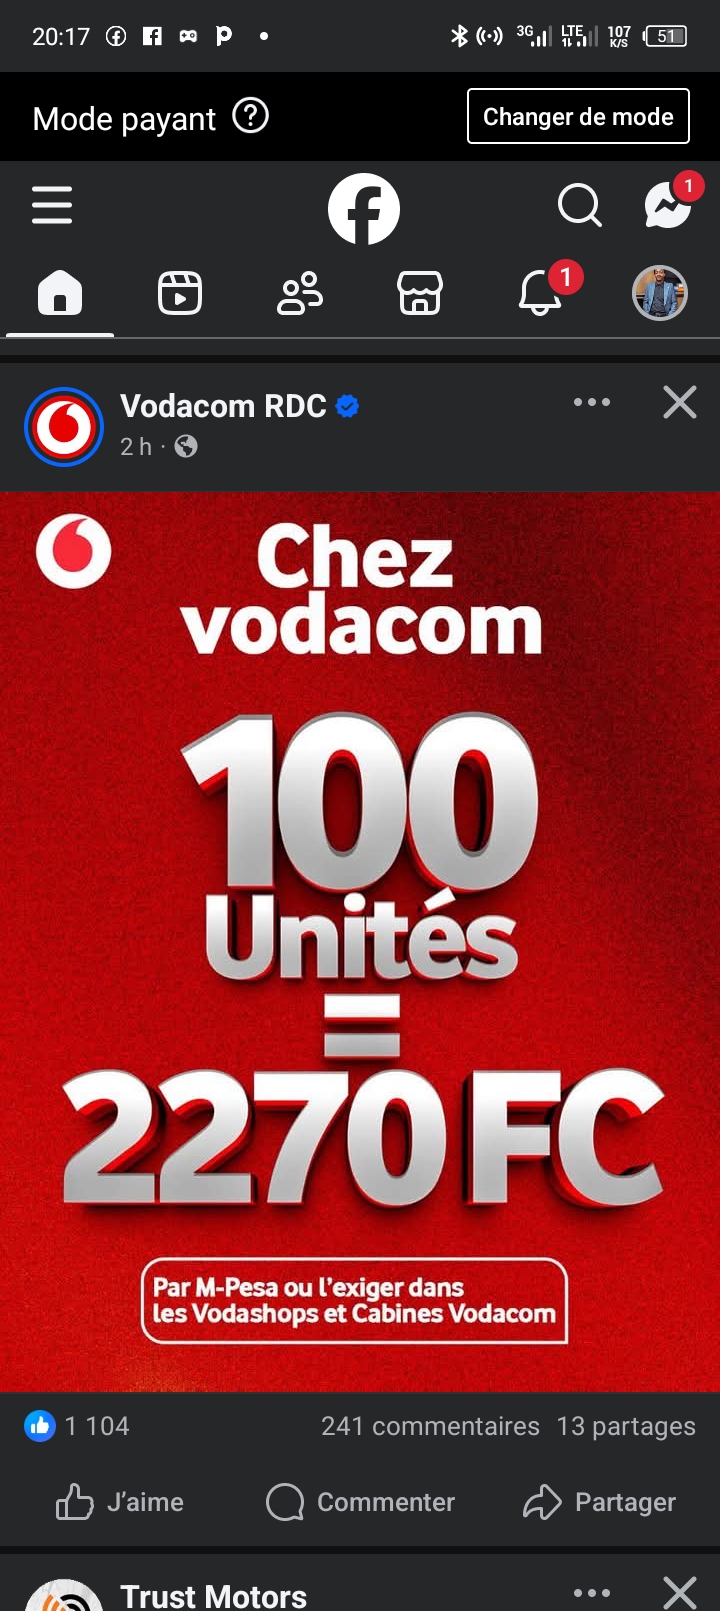 20:17
3G LTE 107 K/S 51
Mode payant
Changer de mode
1
1
Vodacom RDC
2 h ·
Chez
vodacom
100
Unités
=
2270 FC
Par M-Pesa ou l'exiger dans
les Vodashops et Cabines Vodacom
1 104
241 commentaires 13 partages
J’aime
Commenter
Partager
Trust Motors